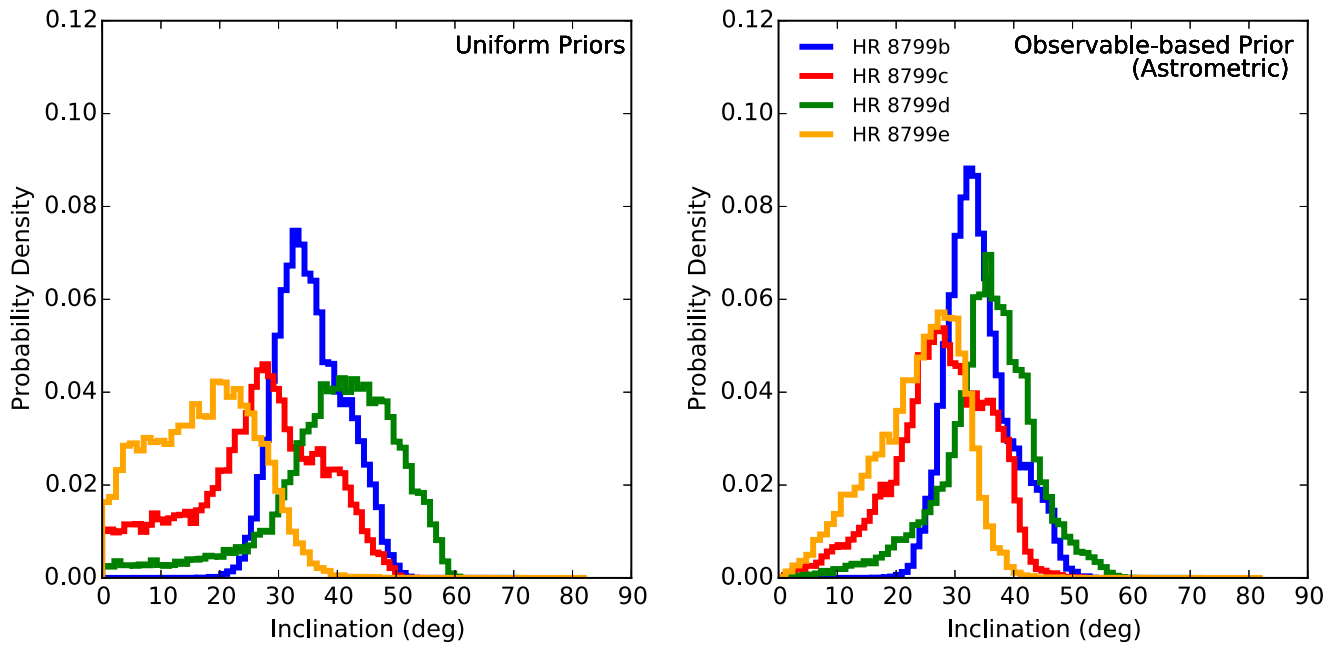 Uniform Priors
0.12
0.10
0.08
0.06
0.04
0.02
0.00
Probability Density
0 10 20 30 40 50 60 70 80 90
Inclination (deg)
Observable-based Prior
(Astrometric)
HR 8799b
HR 8799c
HR 8799d
HR 8799e
0.12
0.10
0.08
0.06
0.04
0.02
0.00
Probability Density
0 10 20 30 40 50 60 70 80 90
Inclination (deg)